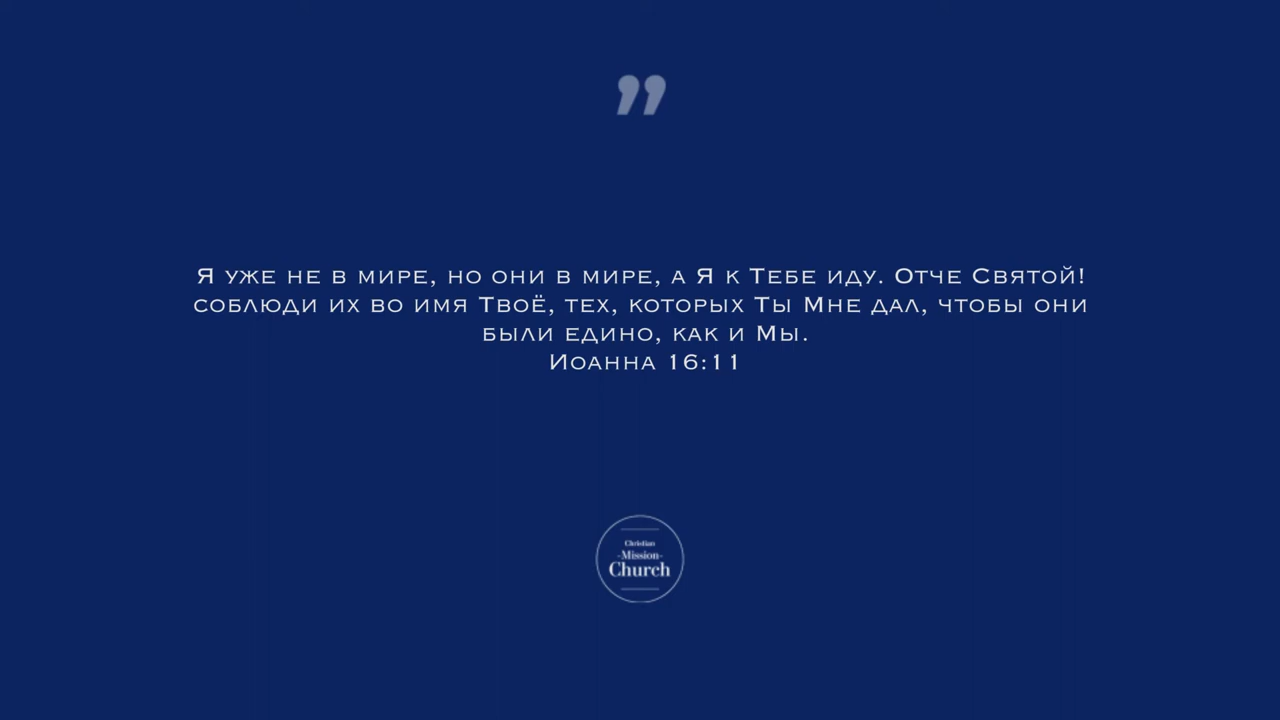 ”
Я уже не в мире, но они в мире, а Я к Тебе иду. Отче Святой!
соблюди их во имя Твоё, тех, которых Ты Мне дал, чтобы они
были едино, как и Мы.
Иоанна 16:11
Christian
-Mission-
Church